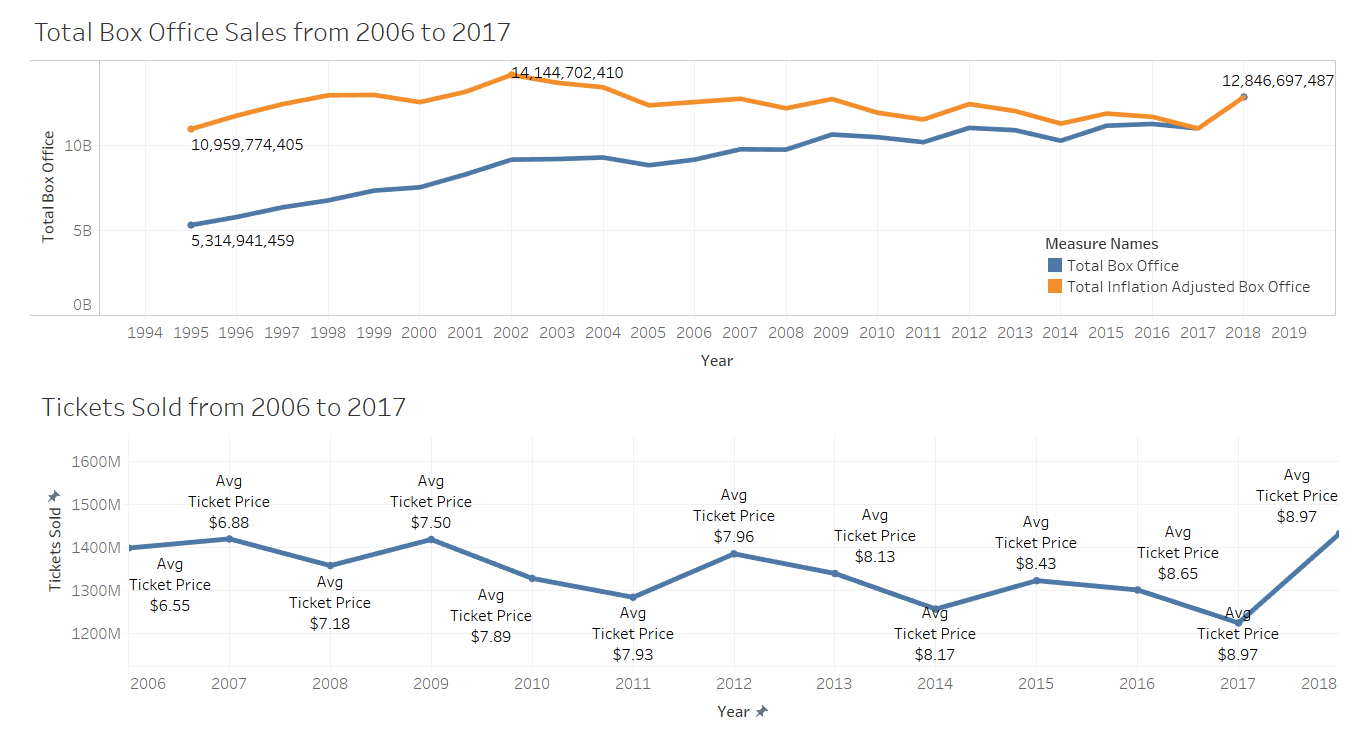 Total Box Office Sales from 2006 to 2017
14,144,702,410
12,846,697,487
10,959,774,405
5,314,941,459
Total Box Office
10B
5B
0B
Measure Names
Total Box Office
Total Inflation Adjusted Box Office
1994 1995 1996 1997 1998 1999 2000 2001 2002 2003 2004 2005 2006 2007 2008 2009 2010 2011 2012 2013 2014 2015 2016 2017 2018 2019
Year
Tickets Sold from 2006 to 2017
Tickets Sold
1600M
1500M
1400M
1300M
1200M
Avg
Ticket Price
$6.55
Avg
Ticket Price
$6.88
Avg
Ticket Price
$7.18
Avg
Ticket Price
$7.50
Avg
Ticket Price
$7.89
Avg
Ticket Price
$7.93
Avg
Ticket Price
$7.96
Avg
Ticket Price
$8.13
Avg
Ticket Price
$8.17
Avg
Ticket Price
$8.43
Avg
Ticket Price
$8.65
Avg
Ticket Price
$8.97
Avg
Ticket Price
$8.97
2006 2007 2008 2009 2010 2011 2012 2013 2014 2015 2016 2017 2018
Year